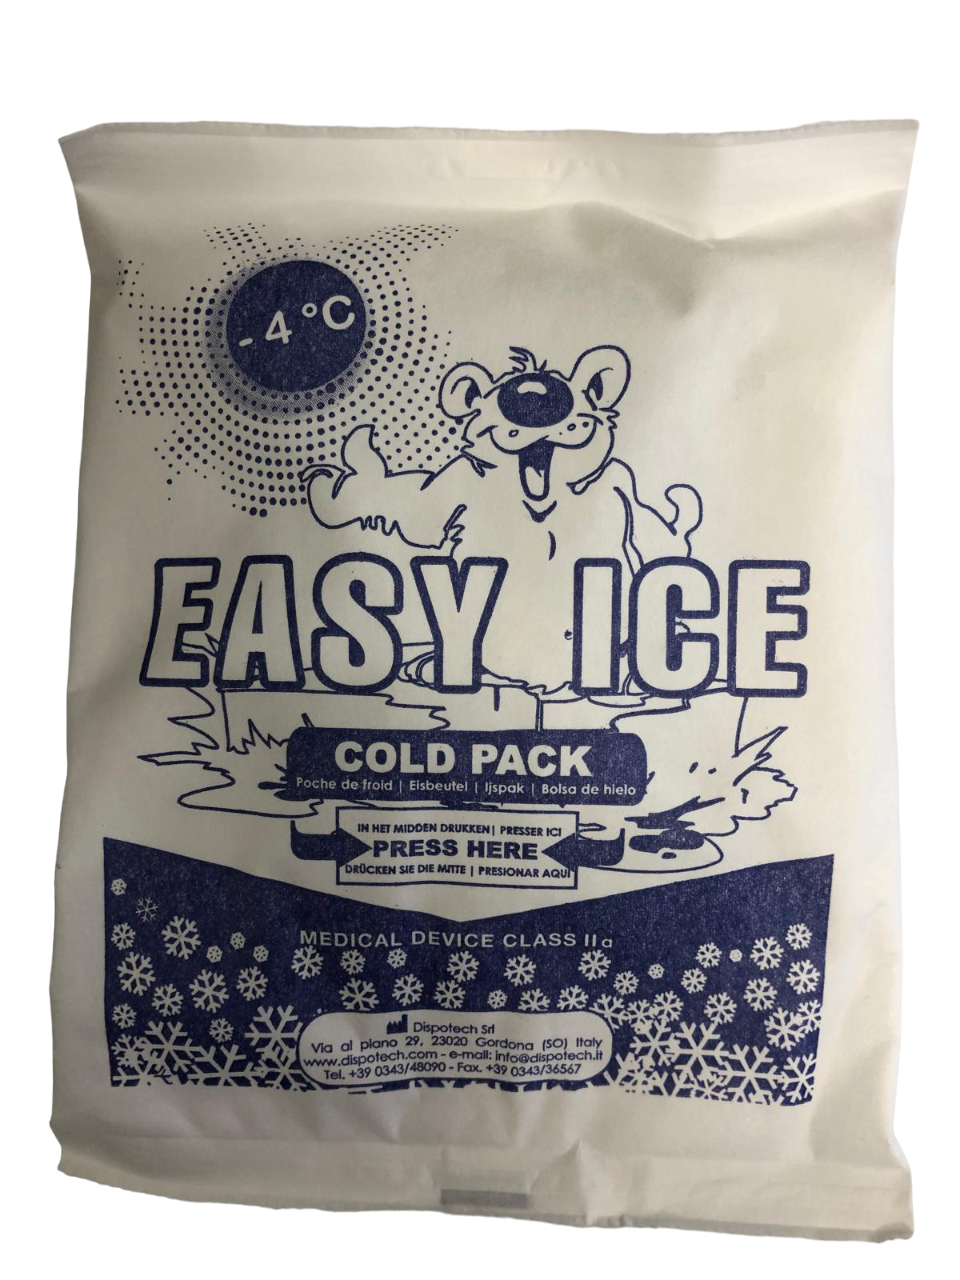 - 4 °C
EASY ICE
COLD PACK
Poche de froid | Eisbeutel | Ijspak | Bolsa de hielo
IN HET MIDDEN DRUKKEN | PRESSER ICI
PRESS HERE
DRÜCKEN SIE DIE MITTE | PRESIONAR AQUI
MEDICAL DEVICE CLASS II a
Dispotech Srl
Via al piano 29, 23020 Gordona (SO) Italy
www.dispotech.com - e-mail: info@dispotech.it
Tel. +39 0343/48090 - Fax. +39 0343/36567